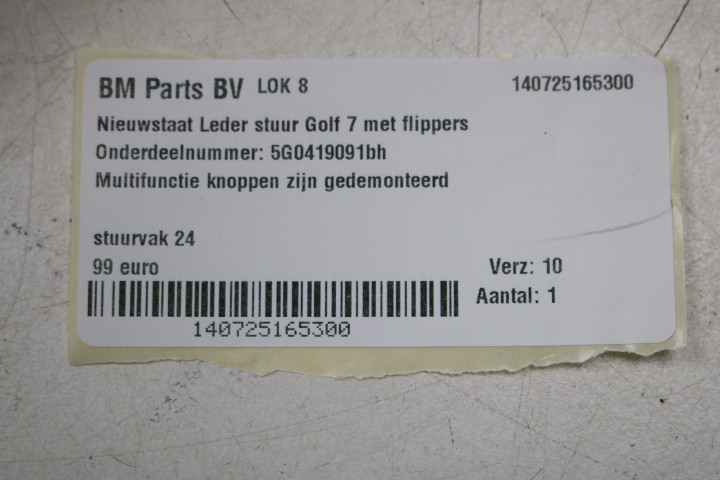 BM Parts BV LOK 8 140725165300
Nieuwstaat Leder stuur Golf 7 met flippers
Onderdeelnummer: 5G0419091bh
Multifunctie knoppen zijn gedemonteerd
stuurvak 24
99 euro Verz: 10
Aantal: 1
140725165300